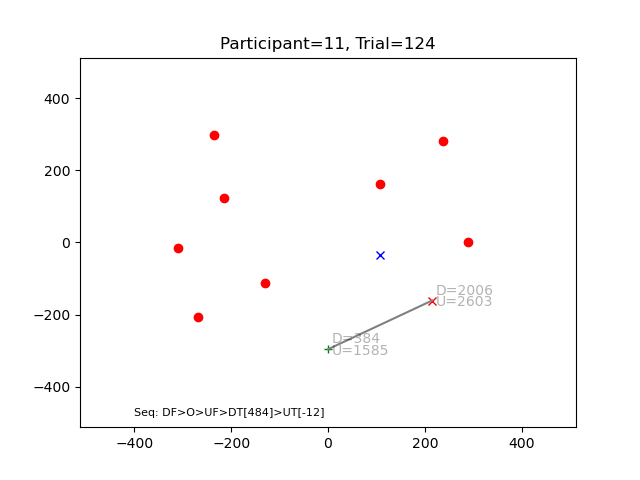 Participant=11, Trial=124
400
200
0
−200
−400
D=2006
U=2603
D=384
U=1585
Seq: DF>O>UF>DT[484]>UT[-12]
−400
−200
0
200
400